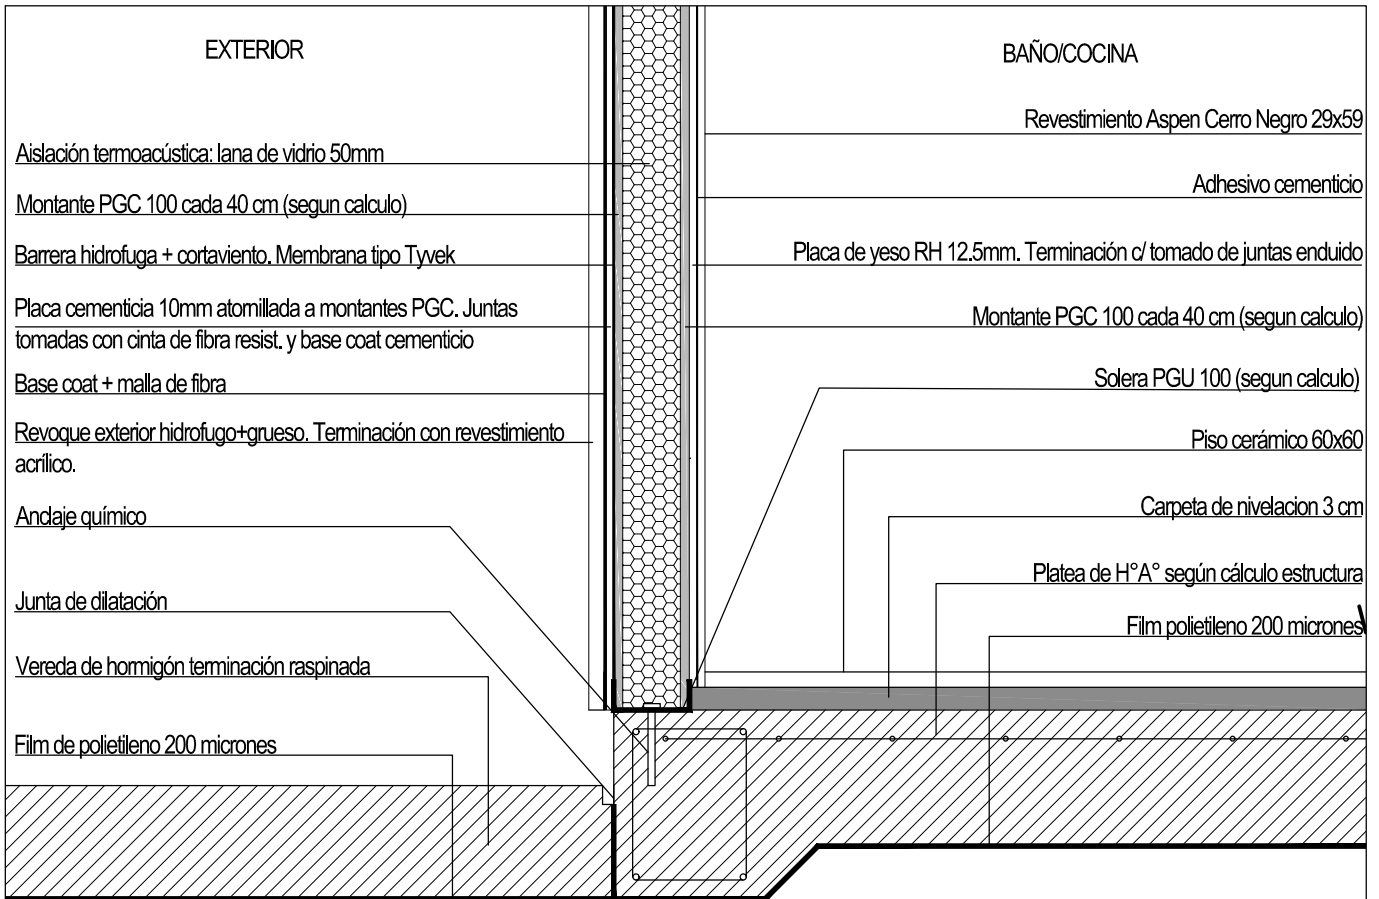 EXTERIOR
Aislación termoacústica: lana de vidrio 50mm
Montante PGC 100 cada 40 cm (segun calculo)
Barrera hidrofuga + cortaviento. Membrana tipo Tyvek
Placa cementicia 10mm atornillada a montantes PGC. Juntas
tomadas con cinta de fibra resist. y base coat cementicio
Base coat + malla de fibra
Revoque exterior hidrofugo+grueso. Terminación con revestimiento
acrílico.
Anclaje químico
Junta de dilatación
Vereda de hormigón terminación raspinada
Film de polietileno 200 micrones
BAÑO/COCINA
Revestimiento Aspen Cerro Negro 29x59
Adhesivo cementicio
Placa de yeso RH 12.5mm. Terminación c/ tomado de juntas enduido
Montante PGC 100 cada 40 cm (segun calculo)
Solera PGU 100 (segun calculo)
Piso cerámico 60x60
Carpeta de nivelacion 3 cm
Platea de H°A° según cálculo estructura
Film polietileno 200 micrones